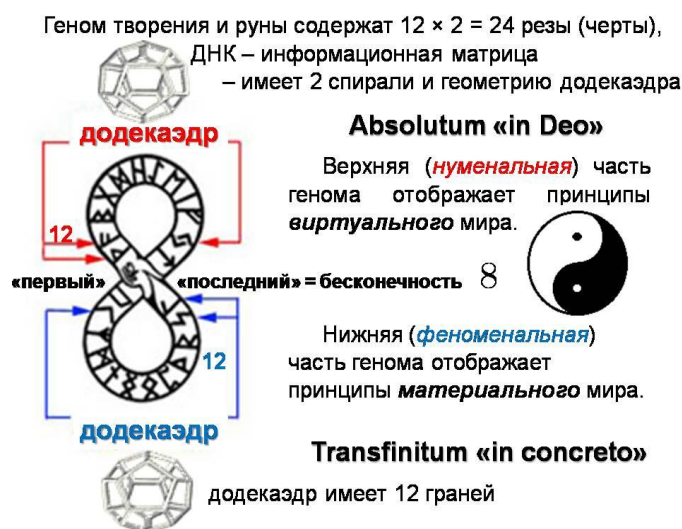 Геном творения и руны содержат 12 × 2 = 24 резы (черты),
ДНК – информационная матрица
– имеет 2 спирали и геометрию додекаэдра
додекаэдр
Absolutum «in Deo»
Верхняя (нуменальная) часть
генома отображает принципы
виртуального мира.
12
«первый» «последний» = бесконечность 8
Нижняя (феноменальная)
часть генома отображает
принципы материального мира.
12
додекаэдр
Transfinitum «in concreto»
додекаэдр имеет 12 граней